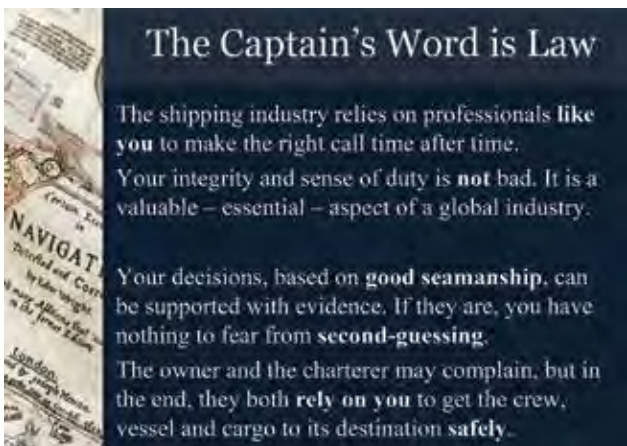 The Captain's Word is Law
The shipping industry relies on professionals like
you to make the right call time after time.
Your integrity and sense of duty is not bad. It is a
valuable – essential – aspect of a global industry.
Your decisions, based on good seamanship, can
be supported with evidence. If they are, you have
nothing to fear from second-guessing.
The owner and the charterer may complain, but in
the end, they both rely on you to get the crew,
vessel and cargo to its destination safely.
NAVIGAT
London